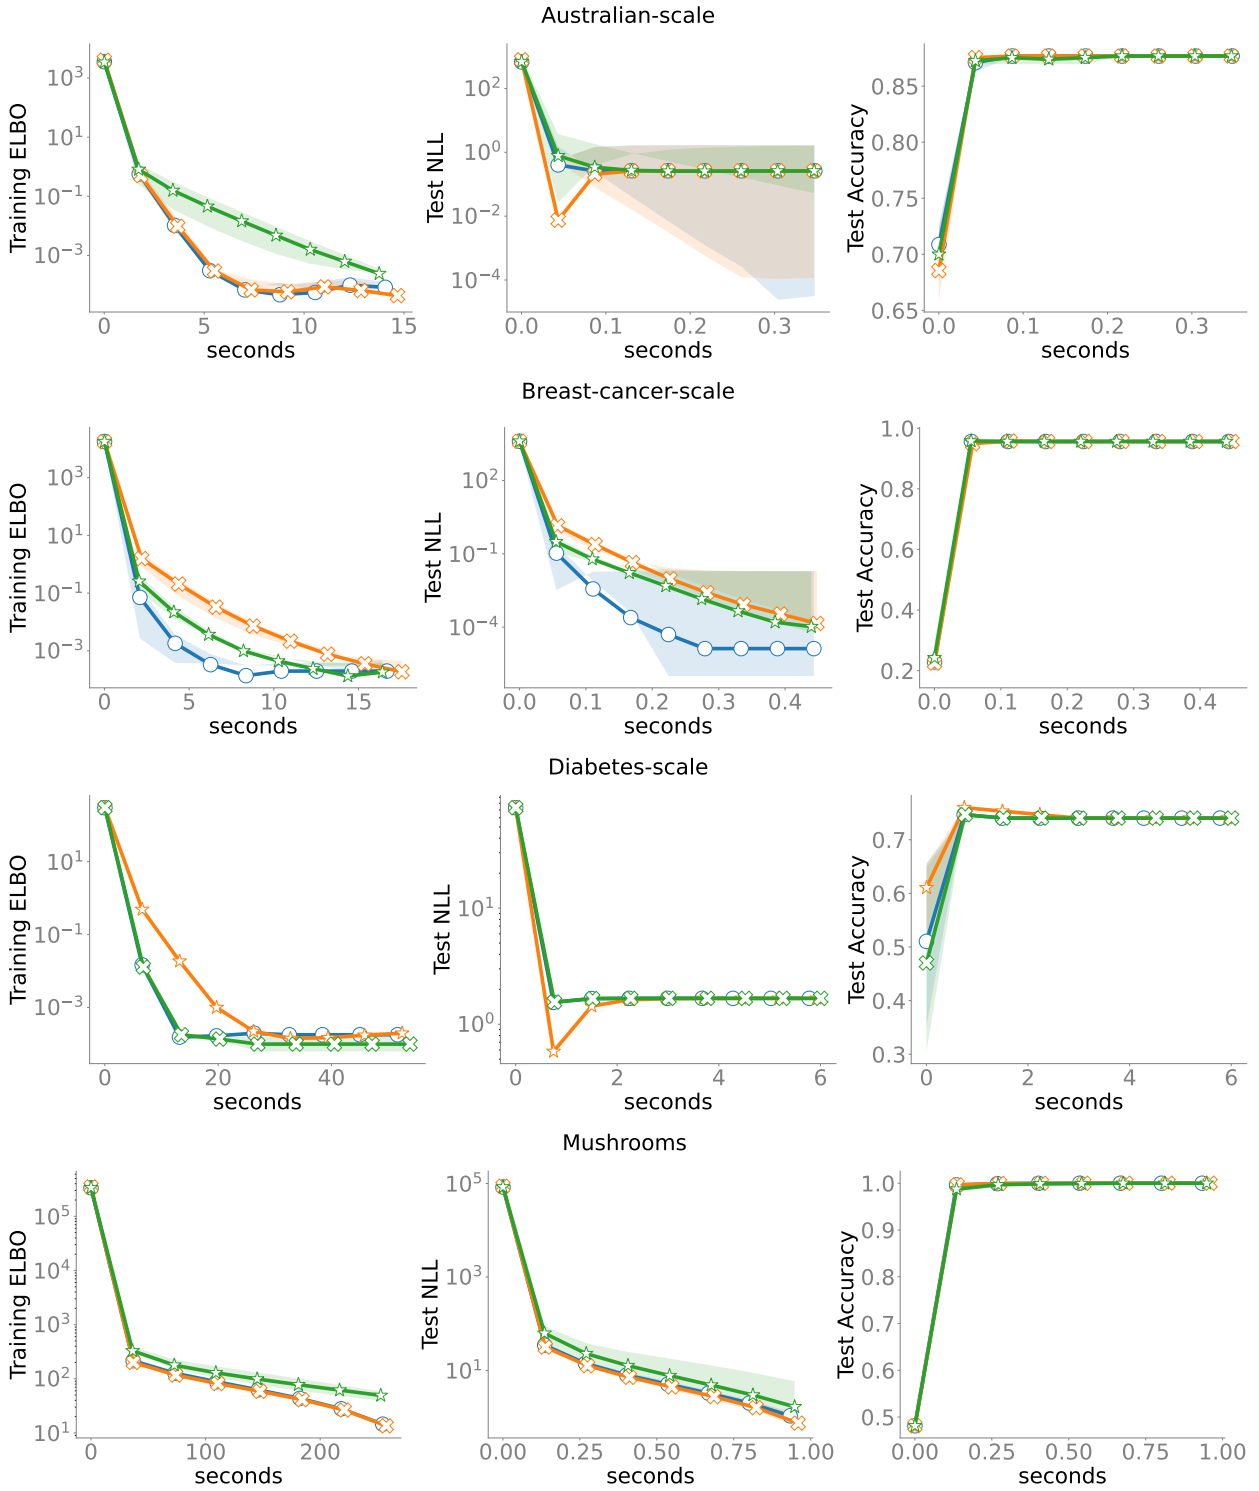 Australian-scale
Training ELBO
10^3
10^1
10^-1
10^-3
0 5 10 15
seconds
Test NLL
10^2
10^0
10^-2
10^-4
0.0 0.1 0.2 0.3
seconds
Test Accuracy
0.85
0.80
0.75
0.70
0.65
0.0 0.1 0.2 0.3
seconds
Breast-cancer-scale
Training ELBO
10^3
10^1
10^-1
10^-3
0 5 10 15
seconds
Test NLL
10^2
10^-1
10^-4
0.0 0.1 0.2 0.3 0.4
seconds
Test Accuracy
1.0
0.8
0.6
0.4
0.2
0.0 0.1 0.2 0.3 0.4
seconds
Diabetes-scale
Training ELBO
10^1
10^-1
10^-3
0 20 40
seconds
Test NLL
10^1
10^0
0 2 4 6
seconds
Test Accuracy
0.7
0.6
0.5
0.4
0.3
0 2 4 6
seconds
Mushrooms
Training ELBO
10^5
10^4
10^3
10^2
10^1
0 100 200
seconds
Test NLL
10^5
10^3
10^1
0.00 0.25 0.50 0.75 1.00
seconds
Test Accuracy
1.0
0.9
0.8
0.7
0.6
0.5
0.00 0.25 0.50 0.75 1.00
seconds